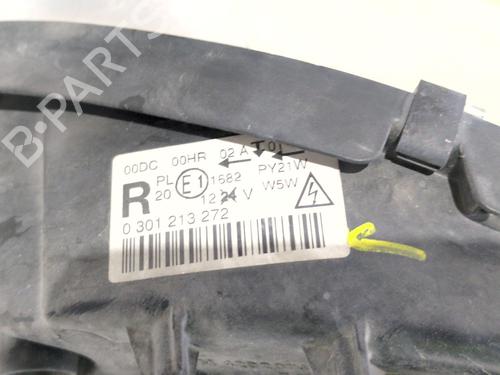 B-Parts
00DC 00HR 02 A 01
R PL 20 E1 1682 PY21W
12 24 V W5W
0 301 213 272